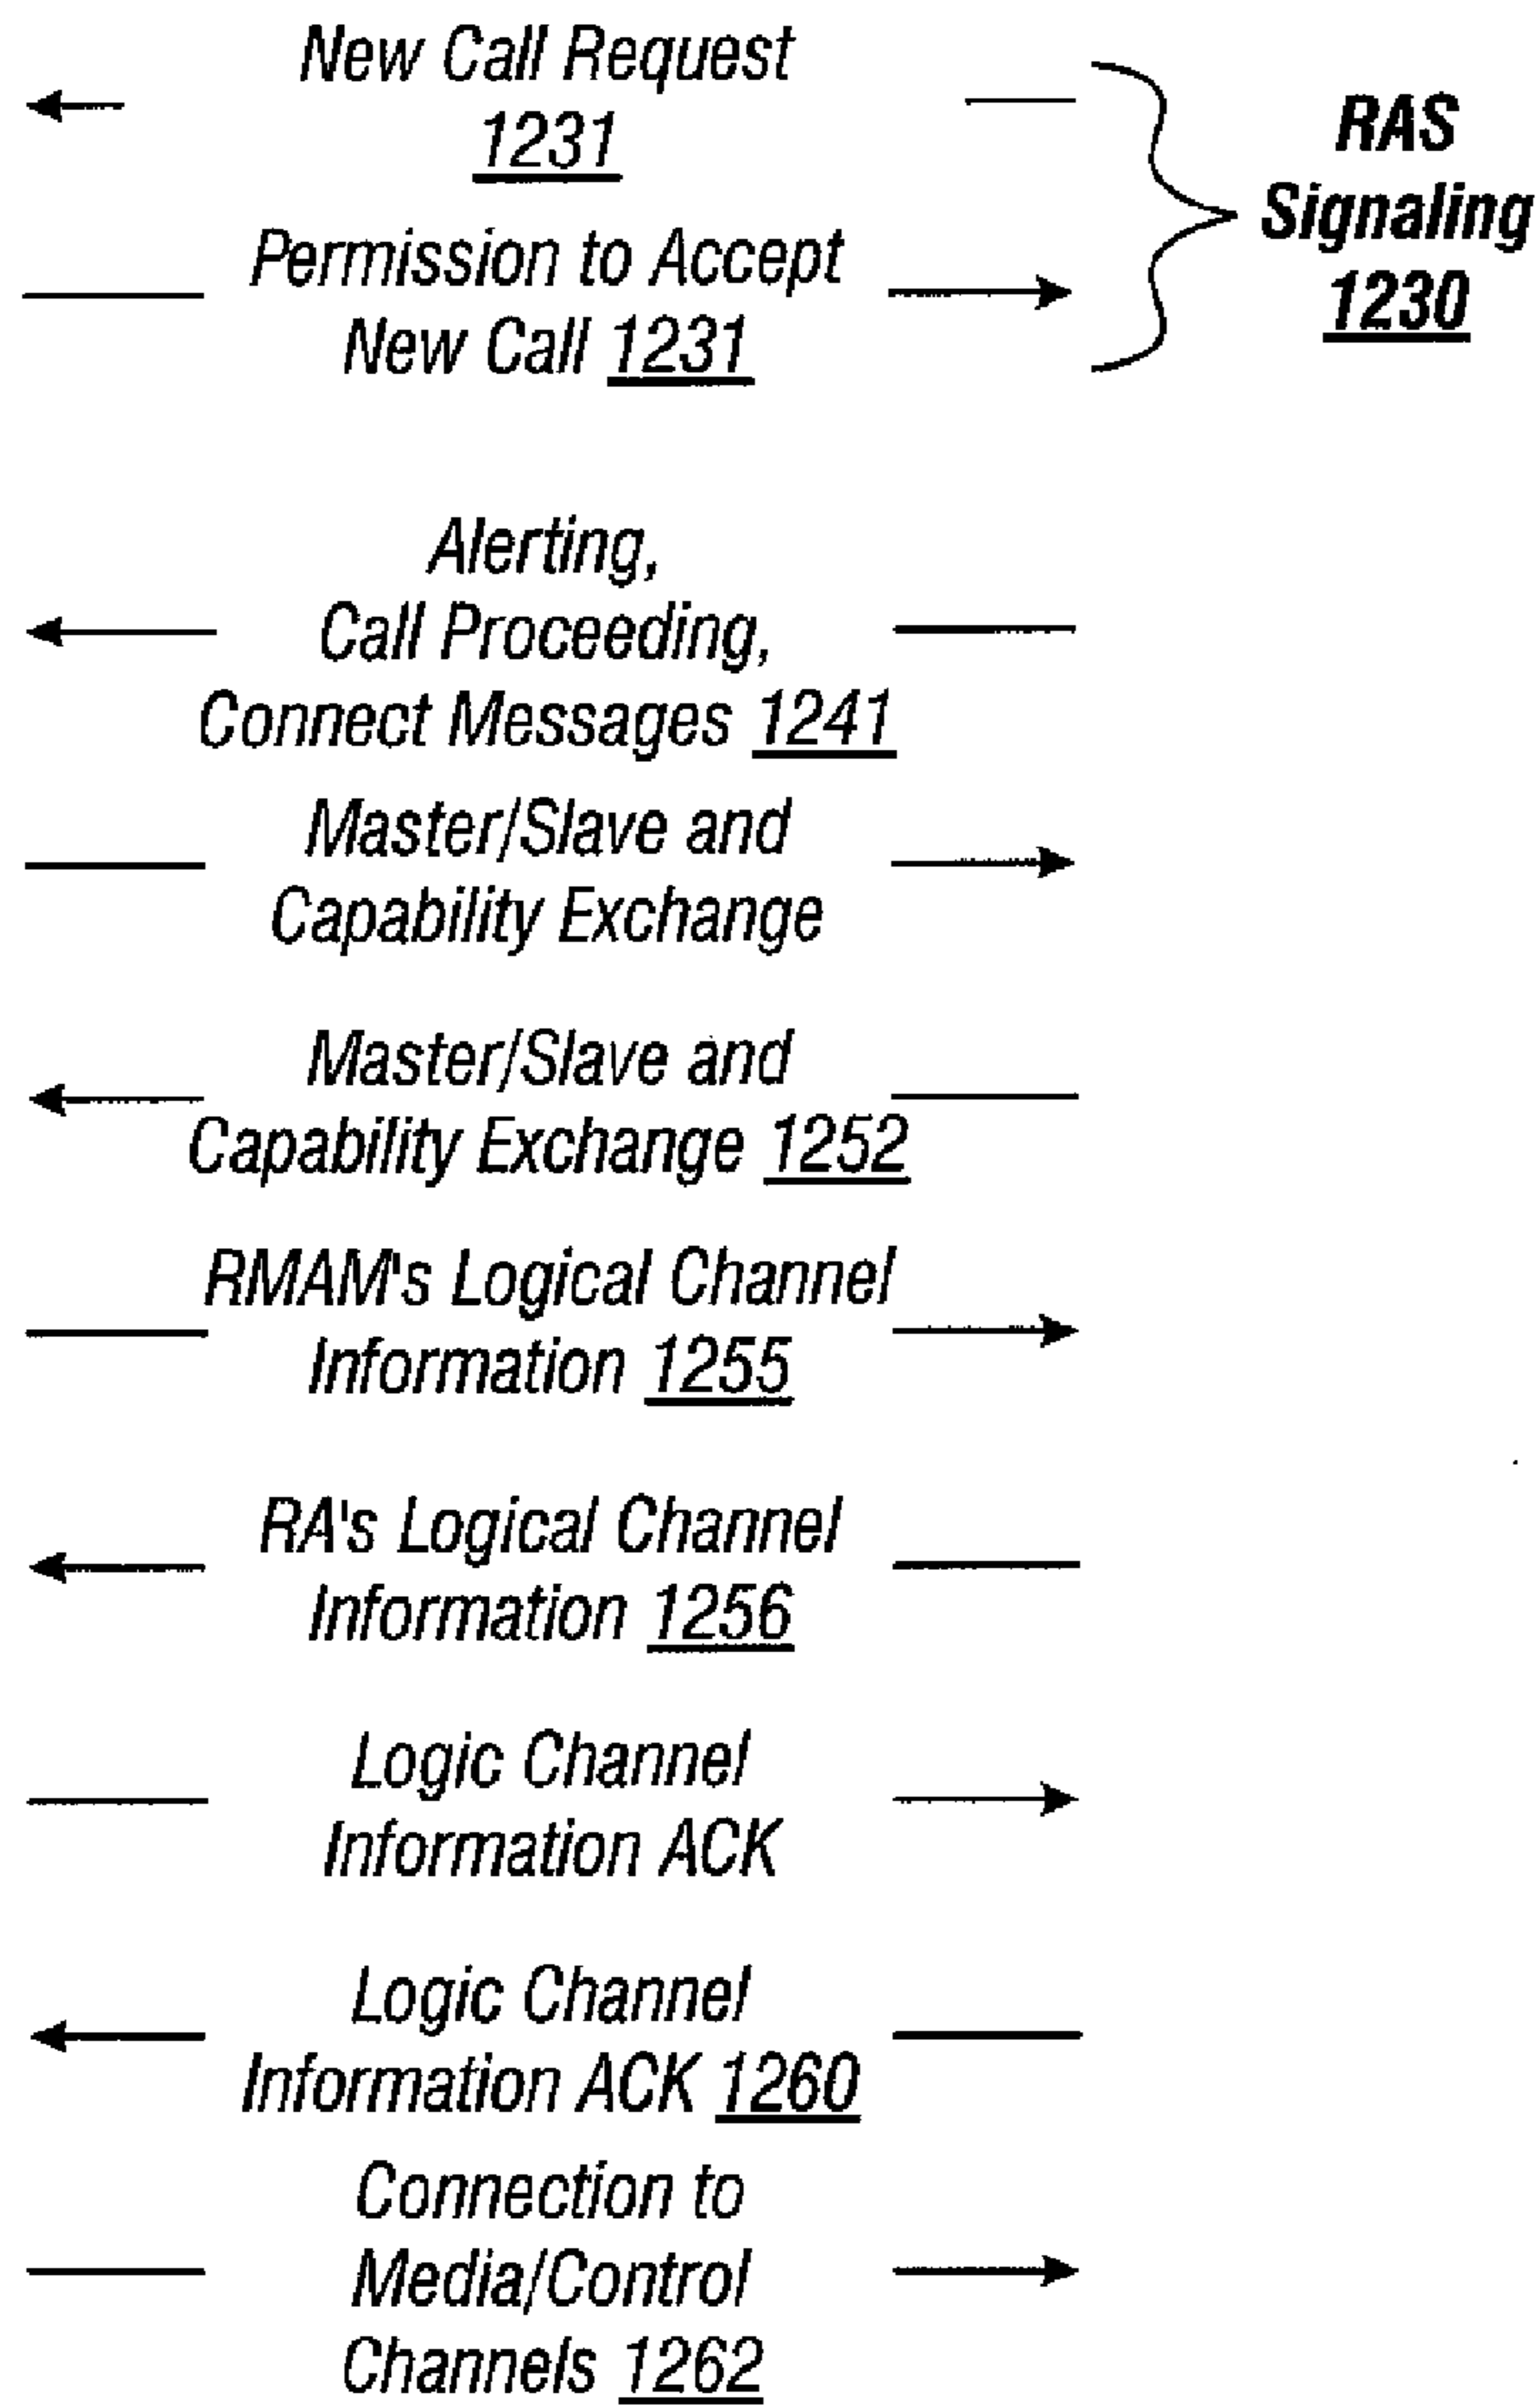 New Call Request
1231
Permission to Accept
New Call 1231
RAS
Signaling
1230
Alerting,
Call Proceeding,
Connect Messages 1241
Master/Slave and
Capability Exchange
Master/Slave and
Capability Exchange 1252
RMAM's Logical Channel
Information 1255
RA's Logical Channel
Information 1256
Logic Channel
Information ACK
Logic Channel
Information ACK 1260
Connection to
Media/Control
Channels 1262